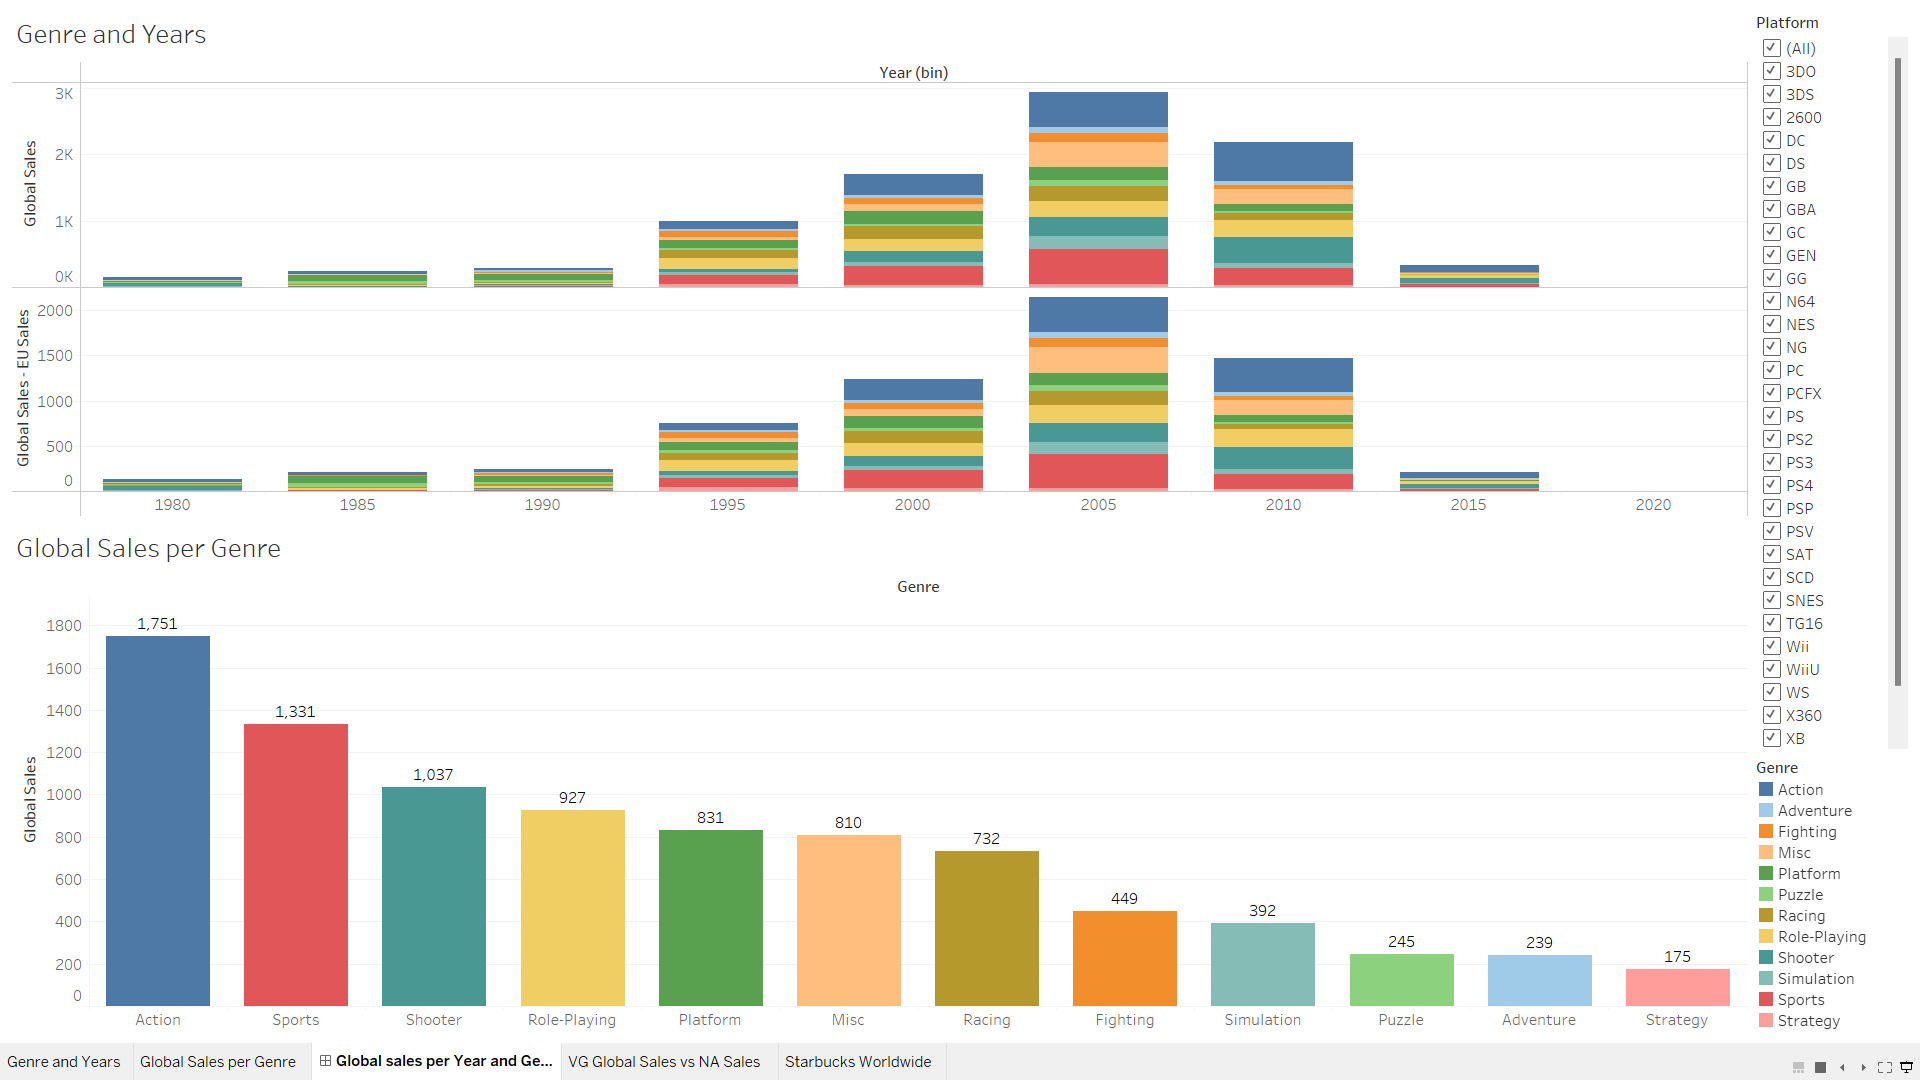 Genre and Years
Year (bin)
Global Sales
3K
2K
1K
0K
Global Sales - EU Sales
2000
1500
1000
500
0
1980 1985 1990 1995 2000 2005 2010 2015 2020
Global Sales per Genre
Genre
Global Sales
1800
1600
1400
1200
1000
800
600
400
200
0
1,751 1,331 1,037 927 831 810 732 449 392 245 239 175
Action Sports Shooter Role-Playing Platform Misc Racing Fighting Simulation Puzzle Adventure Strategy
Platform
(All)
3DO
3DS
2600
DC
DS
GB
GBA
GC
GEN
GG
N64
NES
NG
PC
PCFX
PS
PS2
PS3
PS4
PSP
PSV
SAT
SCD
SNES
TG16
Wii
WiiU
WS
X360
XB
Genre
Action
Adventure
Fighting
Misc
Platform
Puzzle
Racing
Role-Playing
Shooter
Simulation
Sports
Strategy
Genre and Years Global Sales per Genre Global sales per Year and Ge... VG Global Sales vs NA Sales Starbucks Worldwide